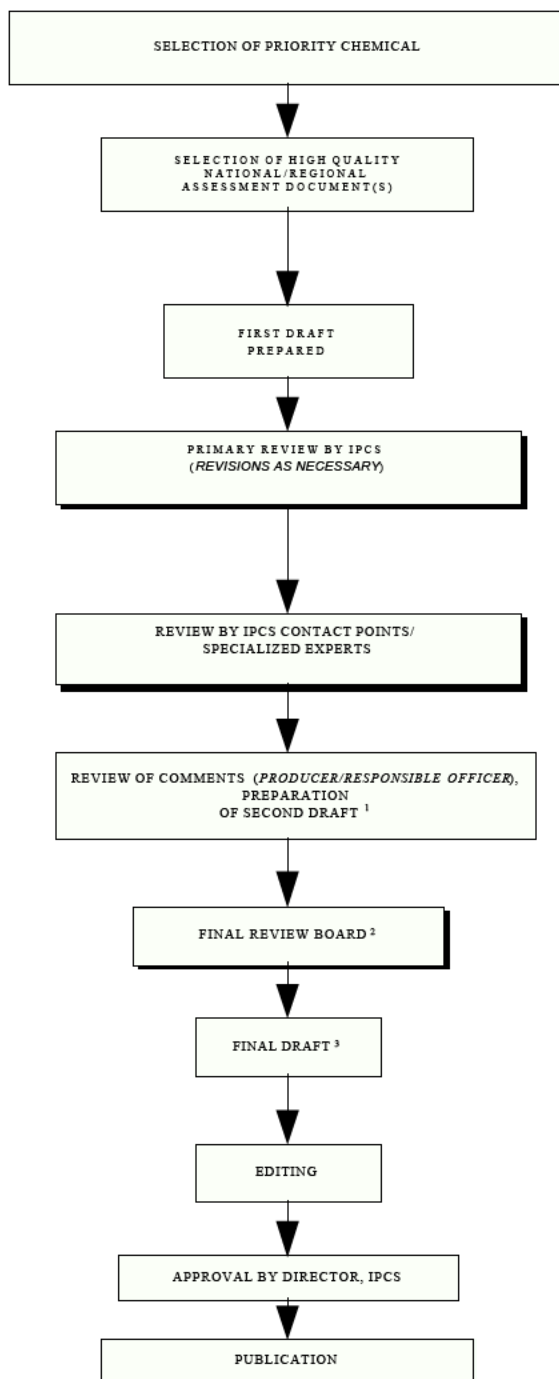 SELECTION OF PRIORITY CHEMICAL
SELECTION OF HIGH QUALITY
NATIONAL/REGIONAL
ASSESSMENT DOCUMENT(S)
FIRST DRAFT
PREPARED
PRIMARY REVIEW BY IPCS
(REVISIONS AS NECESSARY)
REVIEW BY IPCS CONTACT POINTS/
SPECIALIZED EXPERTS
REVIEW OF COMMENTS (PRODUCER/RESPONSIBLE OFFICER),
PREPARATION
OF SECOND DRAFT 1
FINAL REVIEW BOARD 2
FINAL DRAFT 3
EDITING
APPROVAL BY DIRECTOR, IPCS
PUBLICATION